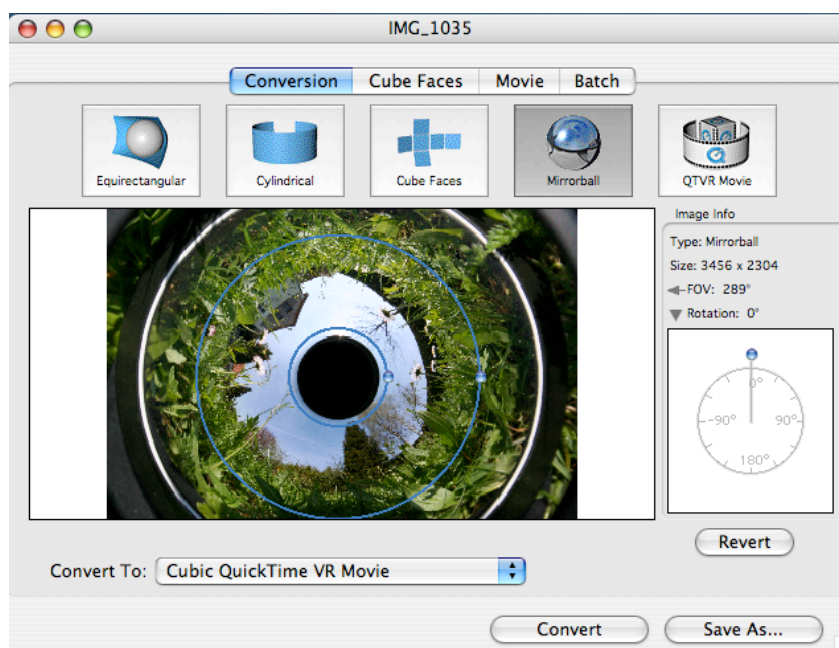 IMG_1035
Conversion Cube Faces Movie Batch
Equirectangular Cylindrical Cube Faces Mirrorball QTVR Movie
Image Info
Type: Mirrorball
Size: 3456 x 2304
FOV: 289°
Rotation: 0°
0°
-90° 90°
180°
Revert
Convert To: Cubic QuickTime VR Movie
Convert Save As...